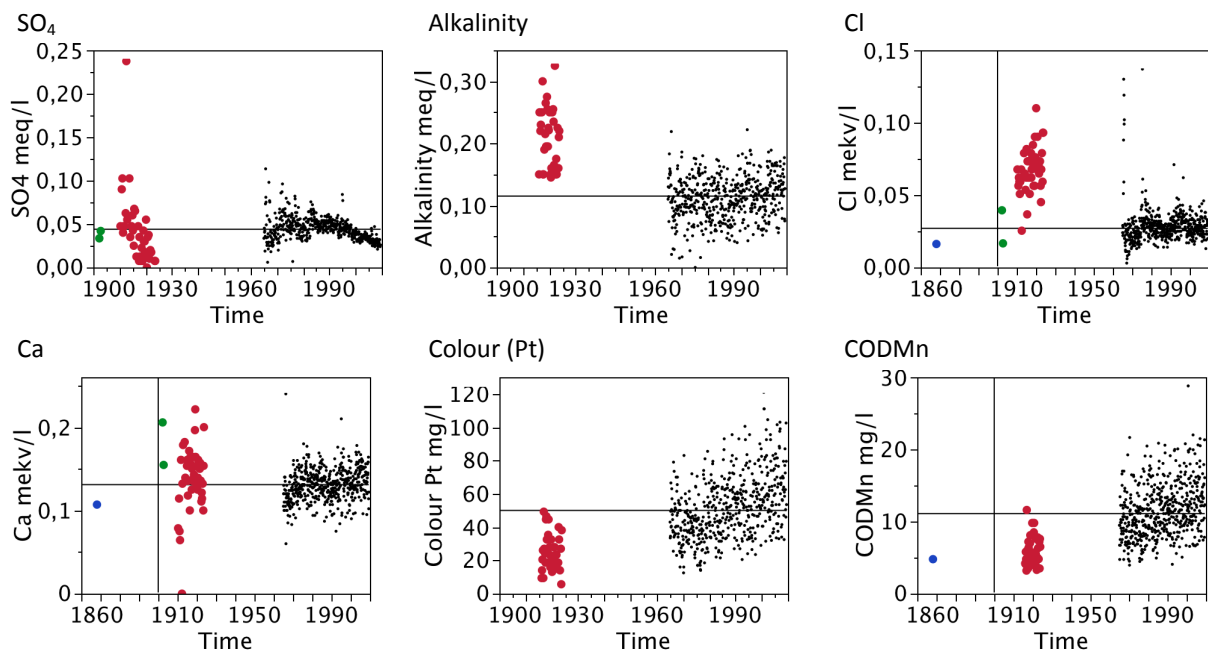 SO4
0,25
0,20
0,15
0,10
0,05
0,00
SO4 meq/l
1900 1930 1960 1990
Time
Alkalinity
0,30
0,20
0,10
0,00
Alkalinity meq/l
1900 1930 1960 1990
Time
Cl
0,15
0,10
0,05
0,00
Cl mekv/l
1860 1910 1950 1990
Time
Ca
0,2
0,1
0
Ca mekv/l
1860 1910 1950 1990
Time
Colour (Pt)
120
100
80
60
40
20
0
Colour Pt mg/l
1900 1930 1960 1990
Time
CODMn
30
20
10
0
CODMn mg/l
1860 1910 1950 1990
Time